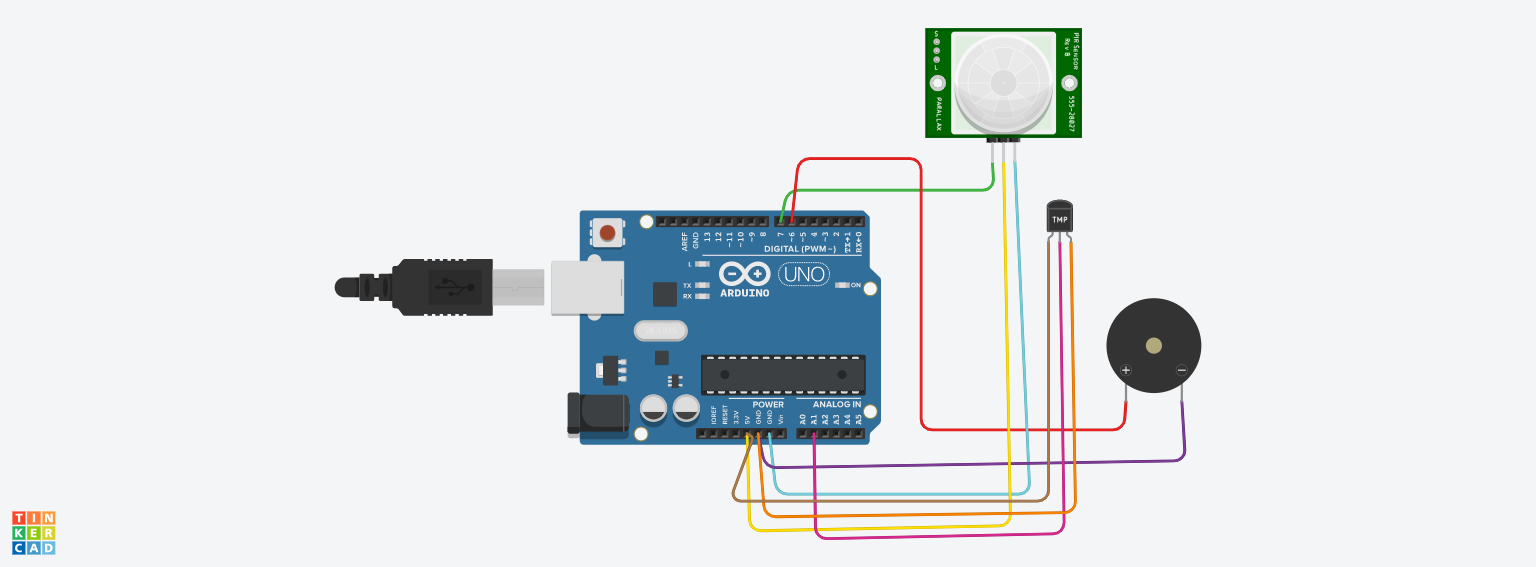 S
L
PARALLAX
PIR SENSOR
Rev B
555-28027
TMP
AREF
GND
13
12
~11
~10
~9
8
7
~6
~5
4
~3
2
TX→1
RX←0
DIGITAL (PWM ~)
L
TX
RX
ARDUINO
UNO
ON
POWER
ANALOG IN
IOREF
RESET
3.3V
5V
GND
GND
Vin
A0
A1
A2
A3
A4
A5
+
−
TIN
KER
CAD